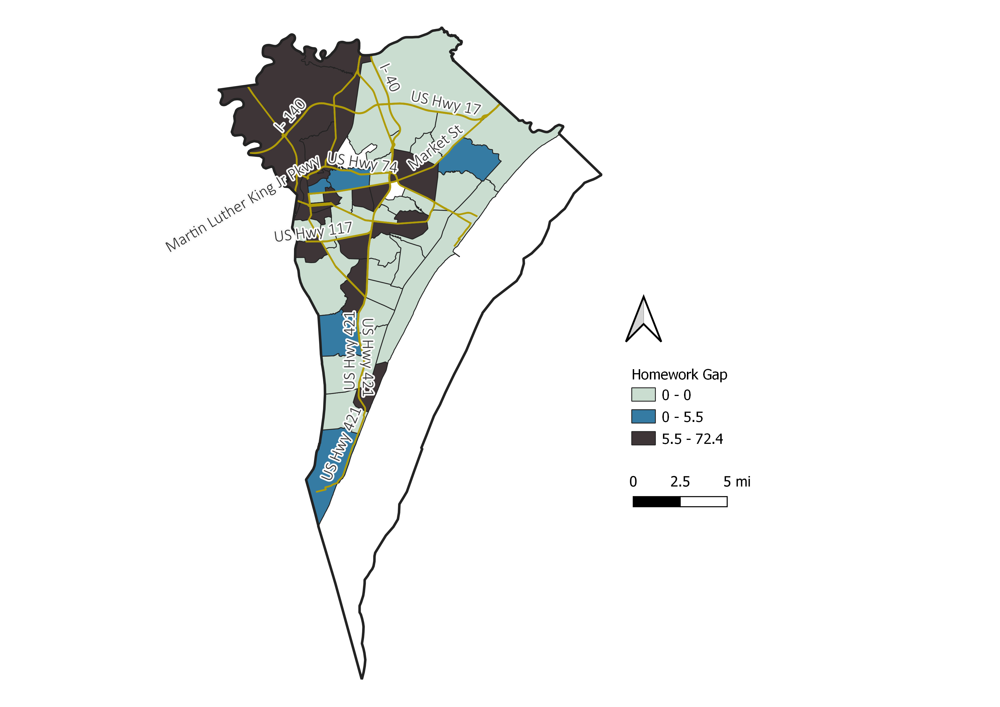 I- 40
US Hwy 17
I- 140
Market St
US Hwy 74
Martin Luther King Jr Pkwy
US Hwy 117
US Hwy 421
US Hwy 421
US Hwy 421
Homework Gap
0 - 0
0 - 5.5
5.5 - 72.4
0 2.5 5 mi